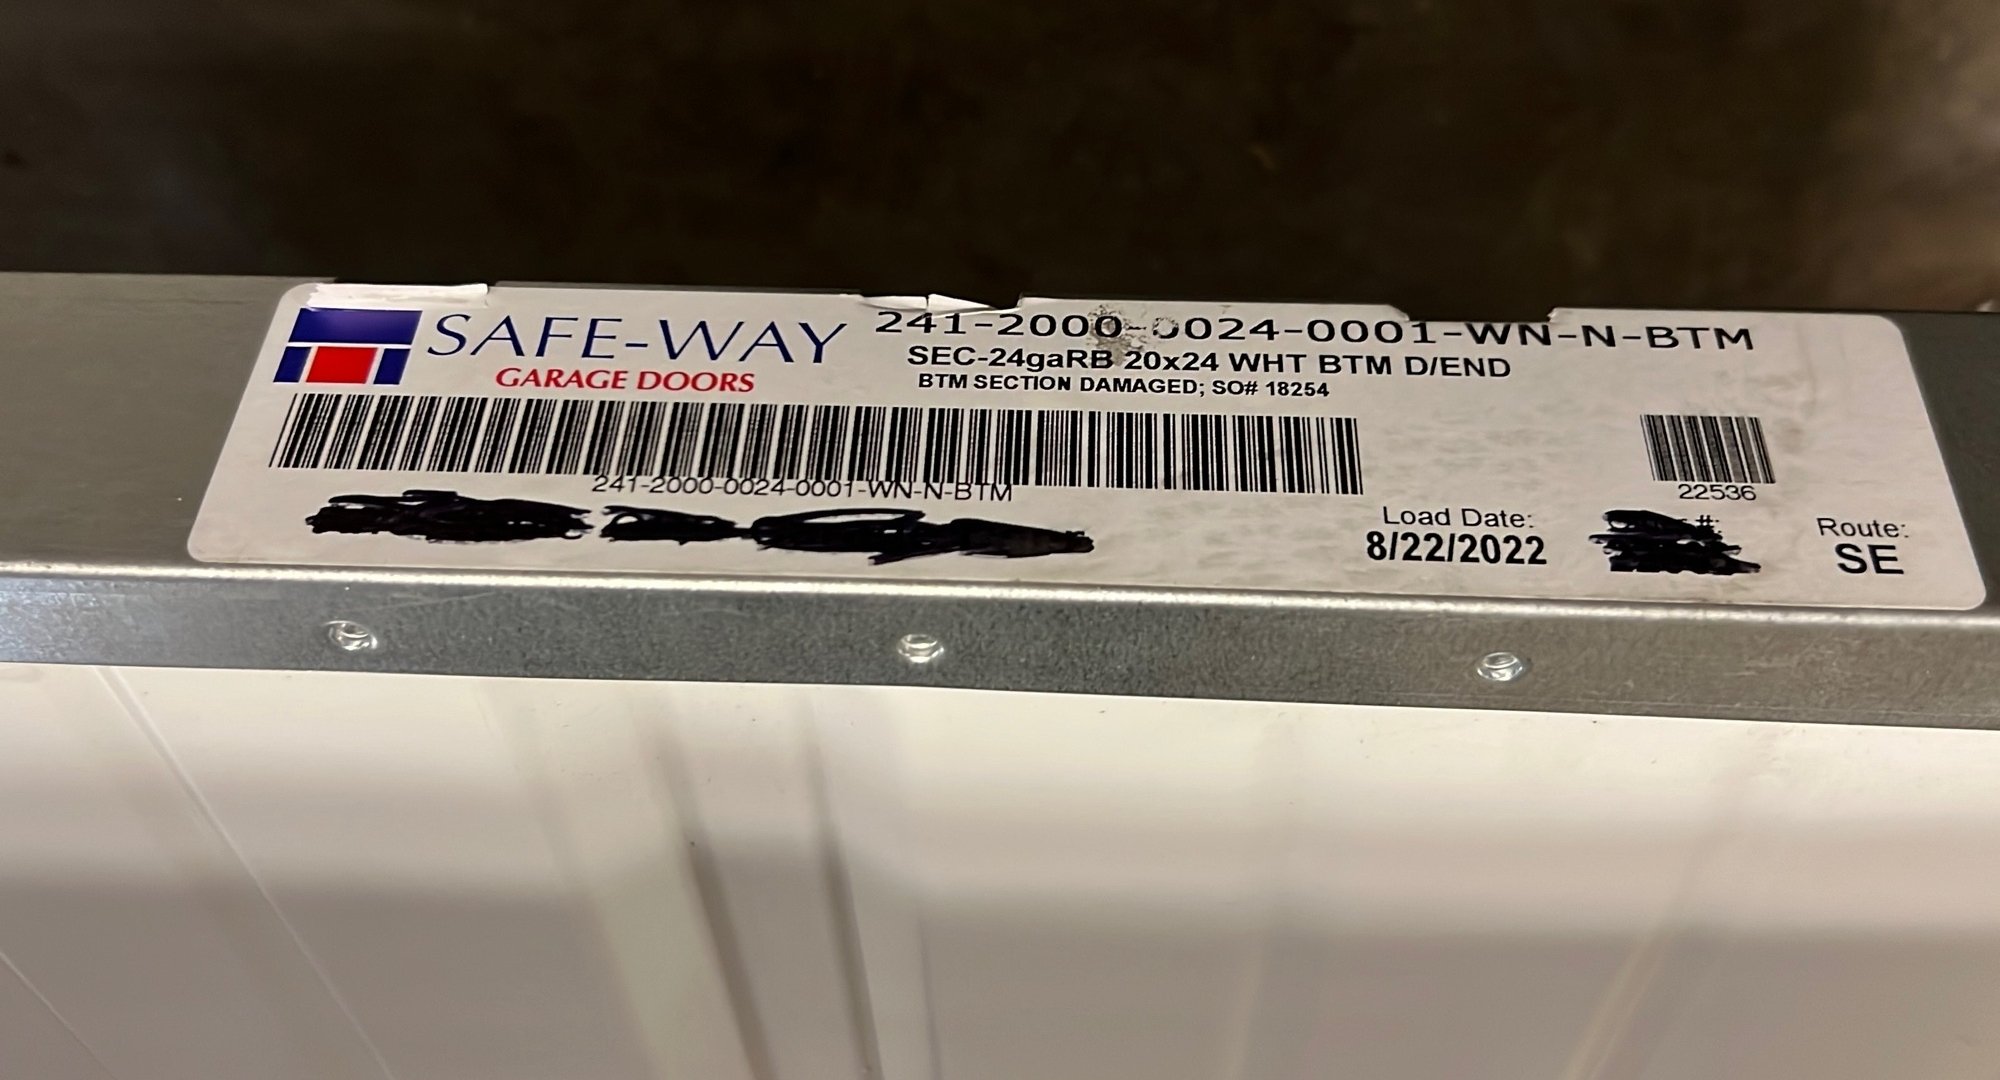 SAFE-WAY
GARAGE DOORS
241-2000-0024-0001-WN-N-BTM
SEC-24gaRB 20x24 WHT BTM D/END
BTM SECTION DAMAGED; SO# 18254
241-2000-0024-0001-WN-N-BTM
22536
Load Date:
8/22/2022
#:
Route:
SE